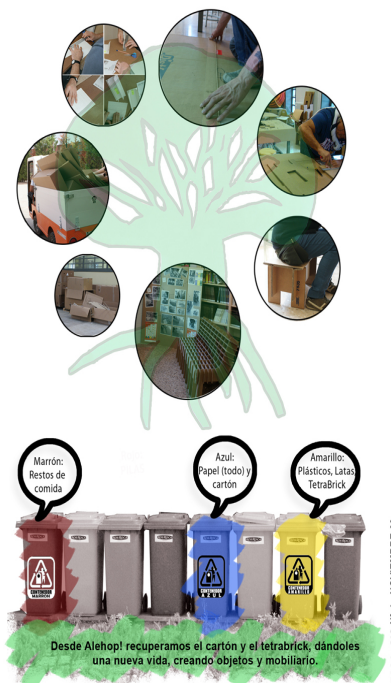 Marrón:
Restos de
comida
Azul:
Papel (todo) y
cartón
Amarillo:
Plásticos, Latas,
TetraBrick
CONTENEDOR
MARRÓN
CONTENEDOR
AZUL
CONTENEDOR
AMARILLO
Desde Alehop! recuperamos el cartón y el tetrabrick, dándoles
una nueva vida, creando objetos y mobiliario.